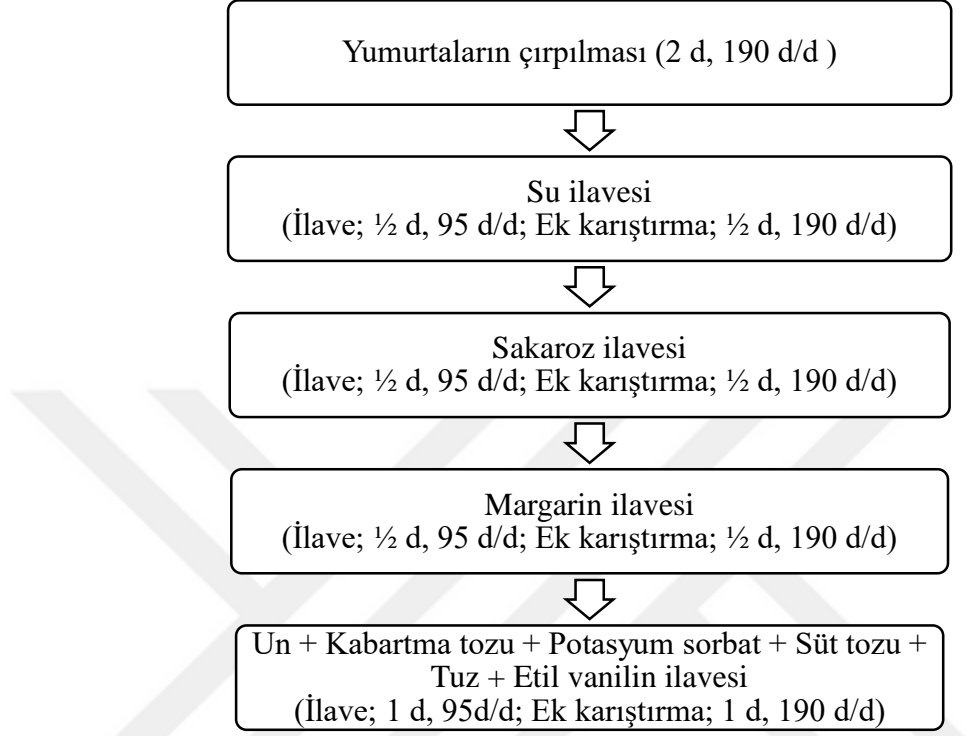 Yumurtaların çırpılması (2 d, 190 d/d )
Su ilavesi
(İlave; ½ d, 95 d/d; Ek karıştırma; ½ d, 190 d/d)
Sakaroz ilavesi
(İlave; ½ d, 95 d/d; Ek karıştırma; ½ d, 190 d/d)
Margarin ilavesi
(İlave; ½ d, 95 d/d; Ek karıştırma; ½ d, 190 d/d)
Un + Kabartma tozu + Potasyum sorbat + Süt tozu +
Tuz + Etil vanilin ilavesi
(İlave; 1 d, 95d/d; Ek karıştırma; 1 d, 190 d/d)